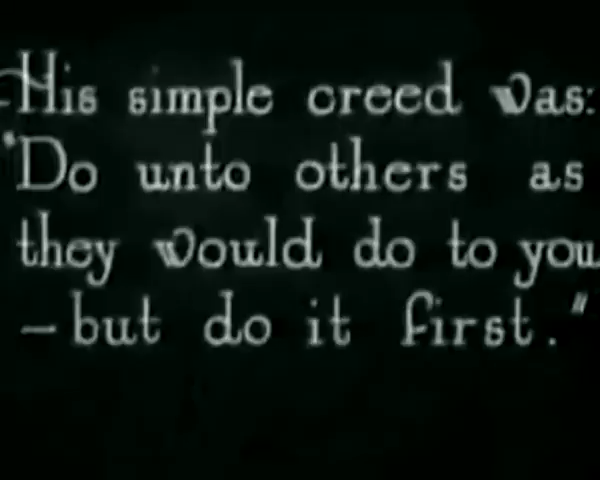 His simple creed was:
"Do unto others as
they would do to you
—but do it first."